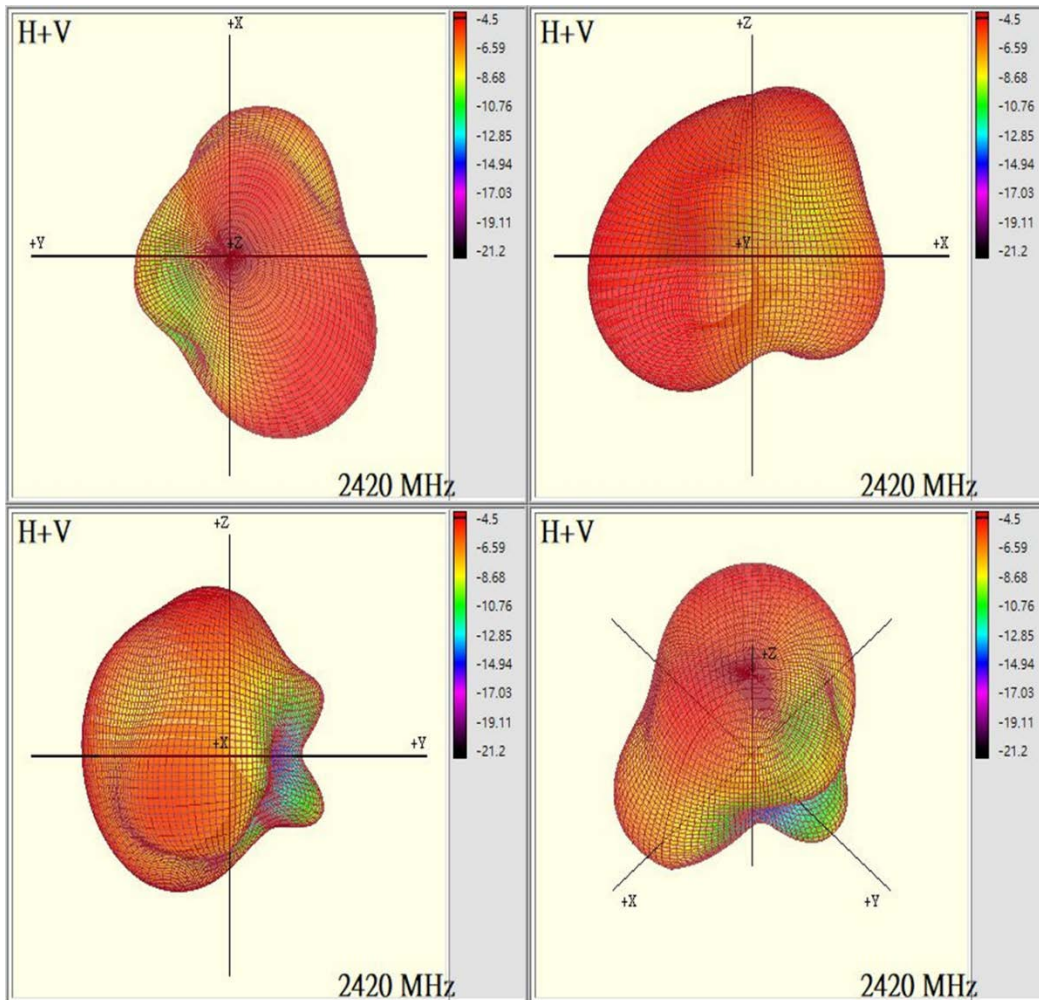 H+V
+X
+Y
+Z
2420 MHz
-4.5
-6.59
-8.68
-10.76
-12.85
-14.94
-17.03
-19.11
-21.2
H+V
+Z
+Y
+X
2420 MHz
-4.5
-6.59
-8.68
-10.76
-12.85
-14.94
-17.03
-19.11
-21.2
H+V
+Z
+X
+Y
2420 MHz
-4.5
-6.59
-8.68
-10.76
-12.85
-14.94
-17.03
-19.11
-21.2
H+V
+Z
+X
+Y
2420 MHz
-4.5
-6.59
-8.68
-10.76
-12.85
-14.94
-17.03
-19.11
-21.2